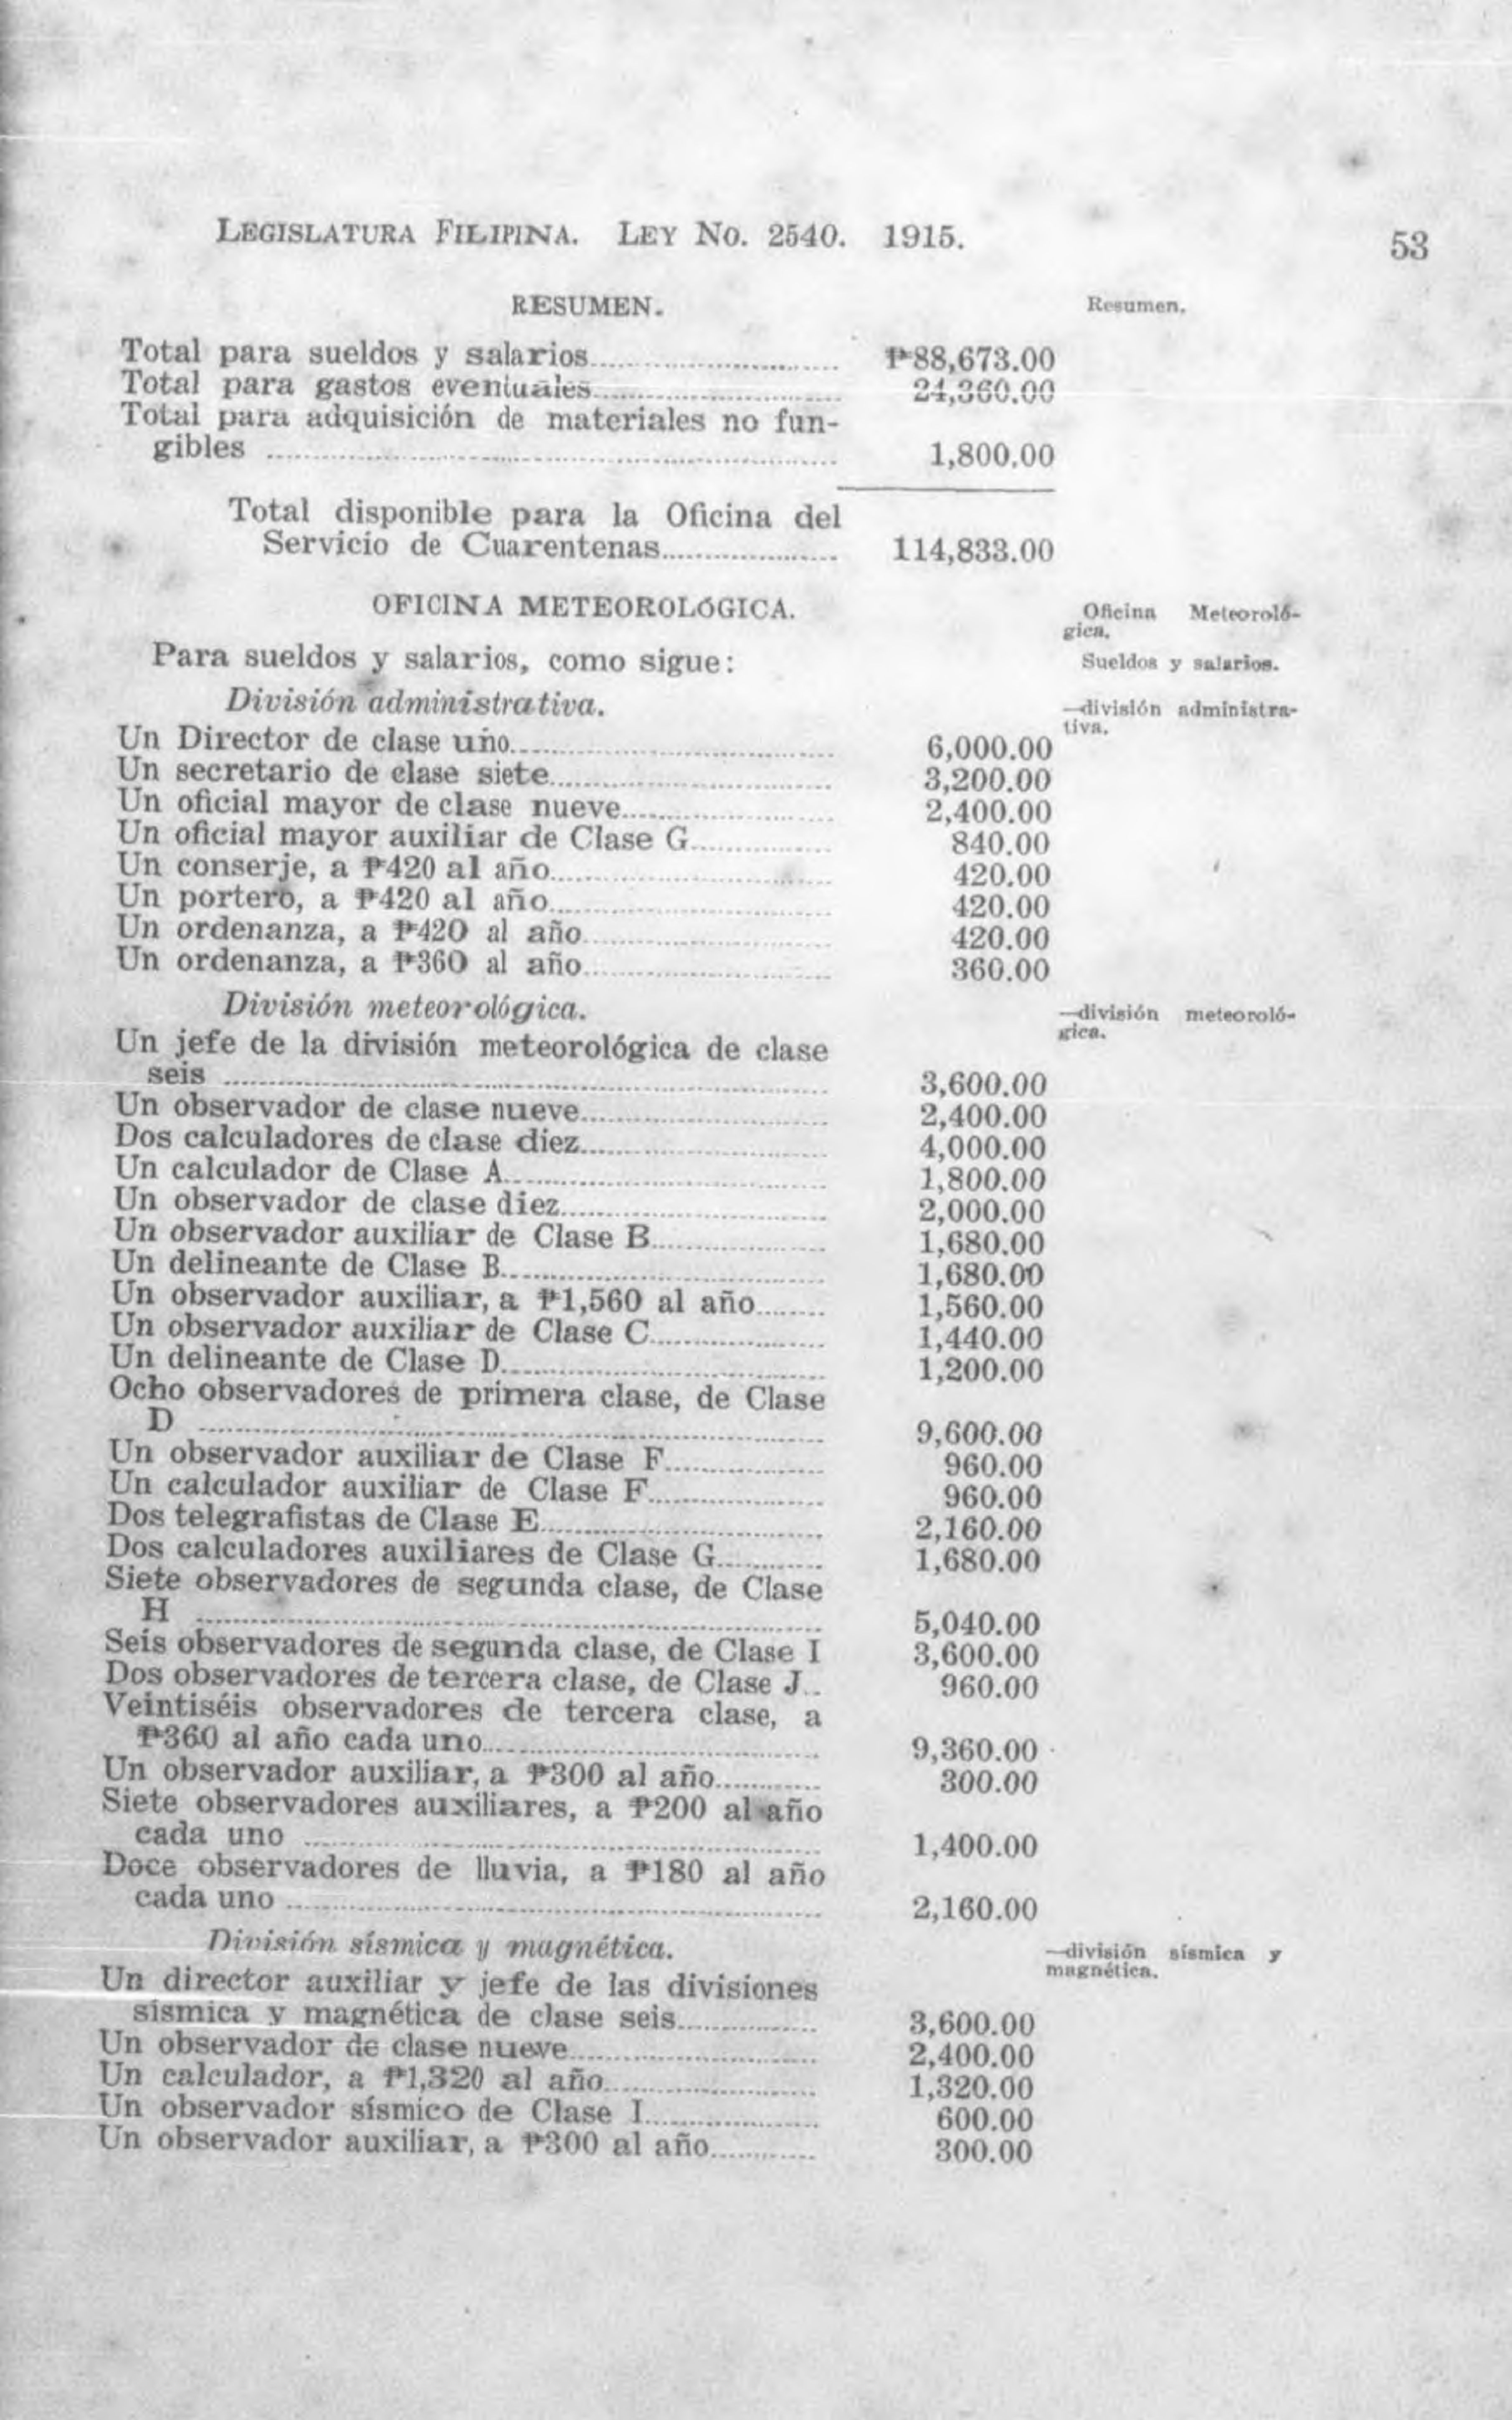 LEGISLATURA FILIPINA. LEY NO. 2540. 1915. 53
RESUMEN. Resumen.
Total para sueldos y salarios ₱88,673.00
Total para gastos eventuales 24,360.00
Total para adquisición de materiales no fun-
gibles 1,800.00
Total disponible para la Oficina del
Servicio de Cuarentenas 114,833.00
OFICINA METEOROLÓGICA. Oficina Meteoroló-
gica.
Para sueldos y salarios, como sigue: Sueldos y salarios.
División administrativa. —división administra-
tiva.
Un Director de clase uno 6,000.00
Un secretario de clase siete 3,200.00
Un oficial mayor de clase nueve 2,400.00
Un oficial mayor auxiliar de Clase G 840.00
Un conserje, a ₱420 al año 420.00
Un portero, a ₱420 al año 420.00
Un ordenanza, a ₱420 al año 420.00
Un ordenanza, a ₱360 al año 360.00
División meteorológica. —división meteoroló-
gica.
Un jefe de la división meteorológica de clase
seis 3,600.00
Un observador de clase nueve 2,400.00
Dos calculadores de clase diez 4,000.00
Un calculador de Clase A 1,800.00
Un observador de clase diez 2,000.00
Un observador auxiliar de Clase B 1,680.00
Un delineante de Clase B 1,680.00
Un observador auxiliar, a ₱1,560 al año 1,560.00
Un observador auxiliar de Clase C 1,440.00
Un delineante de Clase D 1,200.00
Ocho observadores de primera clase, de Clase
D 9,600.00
Un observador auxiliar de Clase F 960.00
Un calculador auxiliar de Clase F 960.00
Dos telegrafistas de Clase E 2,160.00
Dos calculadores auxiliares de Clase G 1,680.00
Siete observadores de segunda clase, de Clase
H 5,040.00
Seis observadores de segunda clase, de Clase I 3,600.00
Dos observadores de tercera clase, de Clase J 960.00
Veintiséis observadores de tercera clase, a
₱360 al año cada uno 9,360.00
Un observador auxiliar, a ₱300 al año 300.00
Siete observadores auxiliares, a ₱200 al año
cada uno 1,400.00
Doce observadores de lluvia, a ₱180 al año
cada uno 2,160.00
División sísmica y magnética. —división sísmica y
magnética.
Un director auxiliar y jefe de las divisiones
sísmica y magnética de clase seis 3,600.00
Un observador de clase nueve 2,400.00
Un calculador, a ₱1,320 al año 1,320.00
Un observador sísmico de Clase I 600.00
Un observador auxiliar, a ₱300 al año 300.00